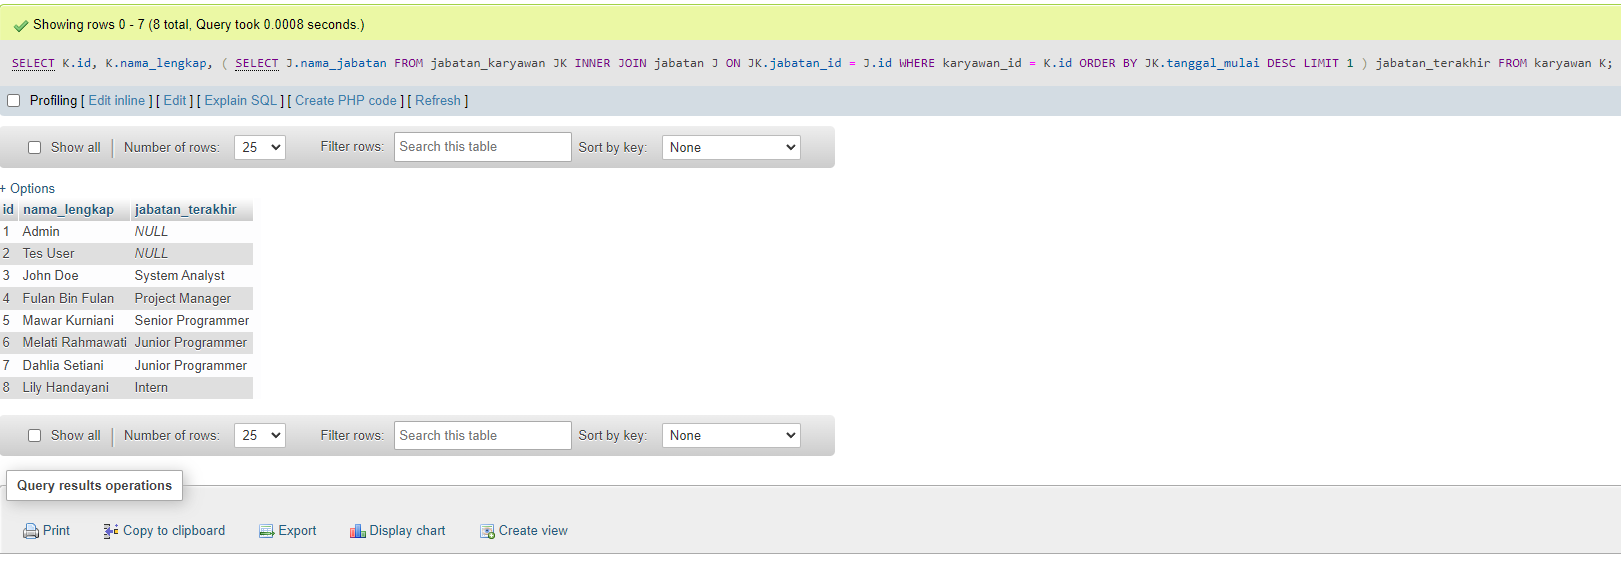 Showing rows 0 - 7 (8 total, Query took 0.0008 seconds.)
SELECT K.id, K.nama_lengkap, ( SELECT J.nama_jabatan FROM jabatan_karyawan JK INNER JOIN jabatan J ON JK.jabatan_id = J.id WHERE karyawan_id = K.id ORDER BY JK.tanggal_mulai DESC LIMIT 1 ) jabatan_terakhir FROM karyawan K;
Profiling [ Edit inline ] [ Edit ] [ Explain SQL ] [ Create PHP code ] [ Refresh ]
Show all Number of rows: 25 Filter rows: Search this table Sort by key: None
+ Options
id nama_lengkap jabatan_terakhir
1 Admin NULL
2 Tes User NULL
3 John Doe System Analyst
4 Fulan Bin Fulan Project Manager
5 Mawar Kurniani Senior Programmer
6 Melati Rahmawati Junior Programmer
7 Dahlia Setiani Junior Programmer
8 Lily Handayani Intern
Show all Number of rows: 25 Filter rows: Search this table Sort by key: None
Query results operations
Print Copy to clipboard Export Display chart Create view